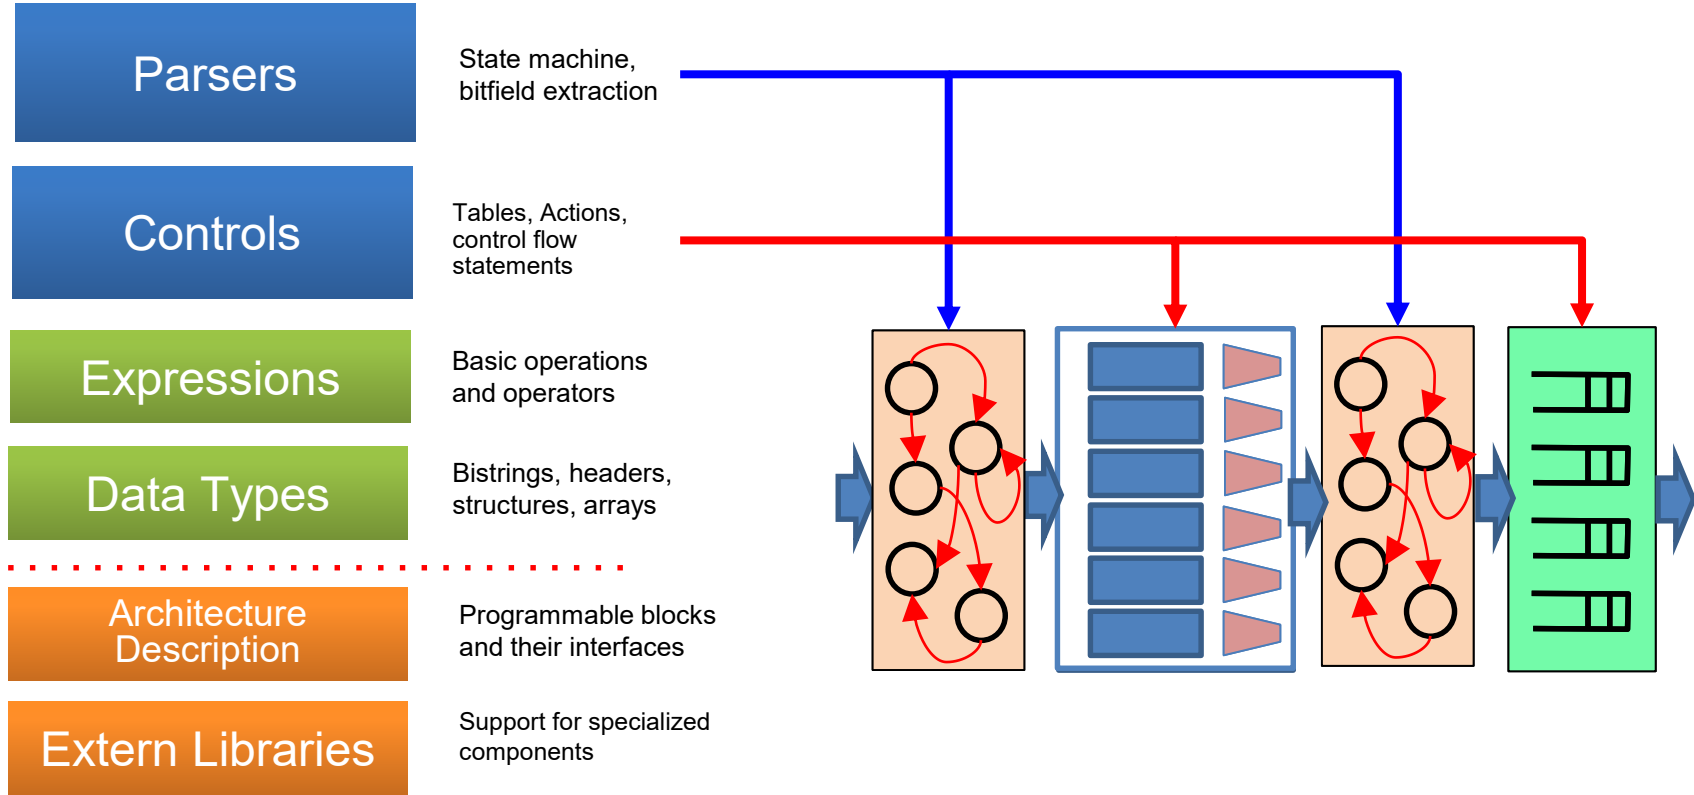 Parsers
State machine,
bitfield extraction
Controls
Tables, Actions,
control flow
statements
Expressions
Basic operations
and operators
Data Types
Bistrings, headers,
structures, arrays
Architecture
Description
Programmable blocks
and their interfaces
Extern Libraries
Support for specialized
components